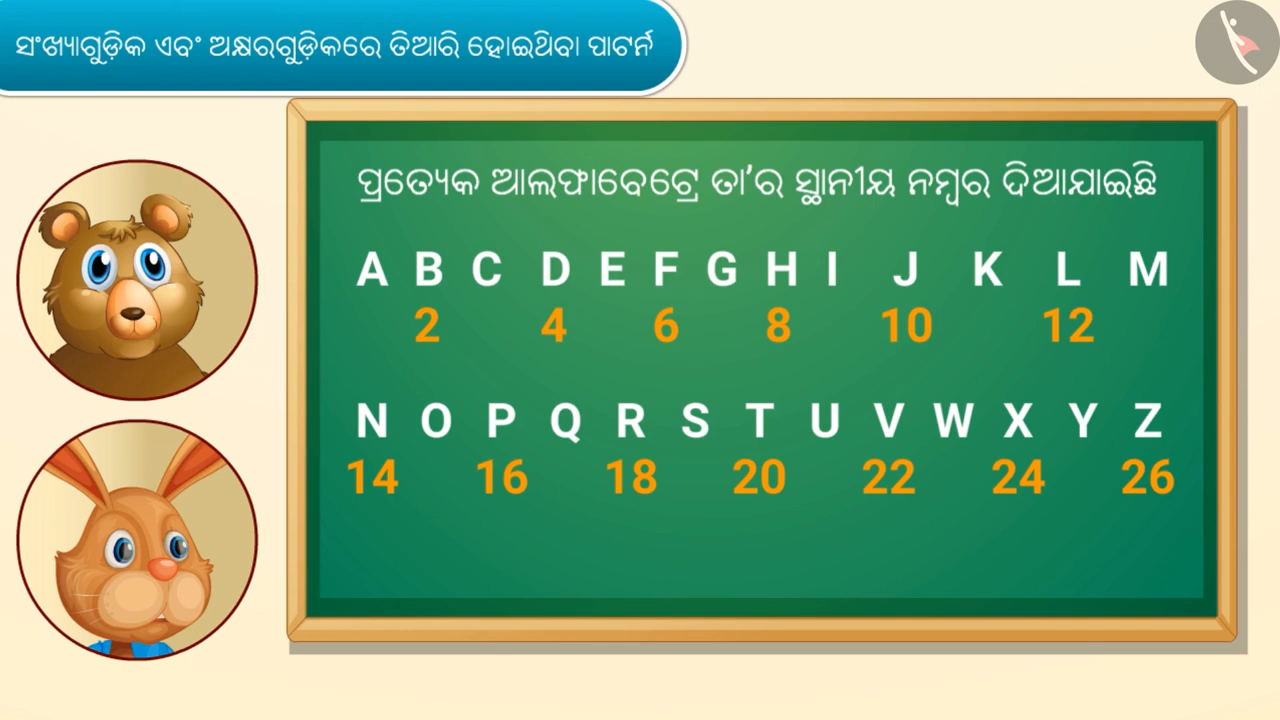 ସଂଖ୍ୟାଗୁଡ଼ିକ ଏବଂ ଅକ୍ଷରଗୁଡ଼ିକରେ ତିଆରି ହୋଇଥିବା ପାଟର୍ନ
ପ୍ରତ୍ୟେକ ଆଲ୍‌ଫାବେଟ୍ରେ ତା’ର ସ୍ଥାନୀୟ ନମ୍ବର ଦିଆଯାଇଛି
A B C D E F G H I J K L M
2 4 6 8 10 12
N O P Q R S T U V W X Y Z
14 16 18 20 22 24 26